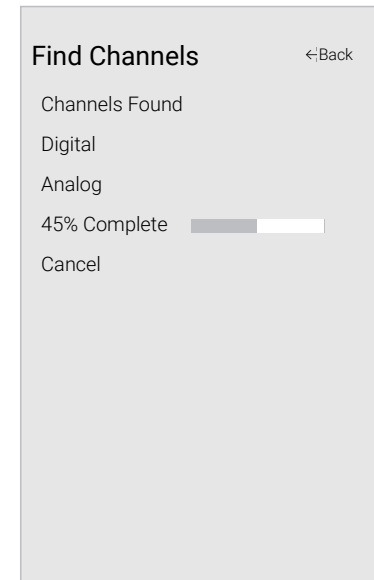 Find Channels
←Back
Channels Found
Digital
Analog
45% Complete
Cancel